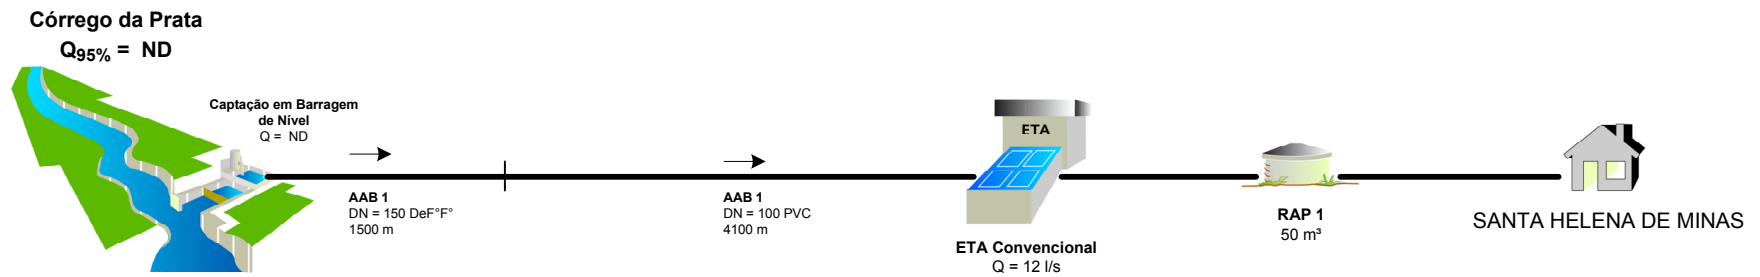 Córrego da Prata
Q95% = ND
Captação em Barragem
de Nível
Q = ND
AAB 1
DN = 150 DeF°F°
1500 m
AAB 1
DN = 100 PVC
4100 m
ETA
ETA Convencional
Q = 12 l/s
RAP 1
50 m³
SANTA HELENA DE MINAS